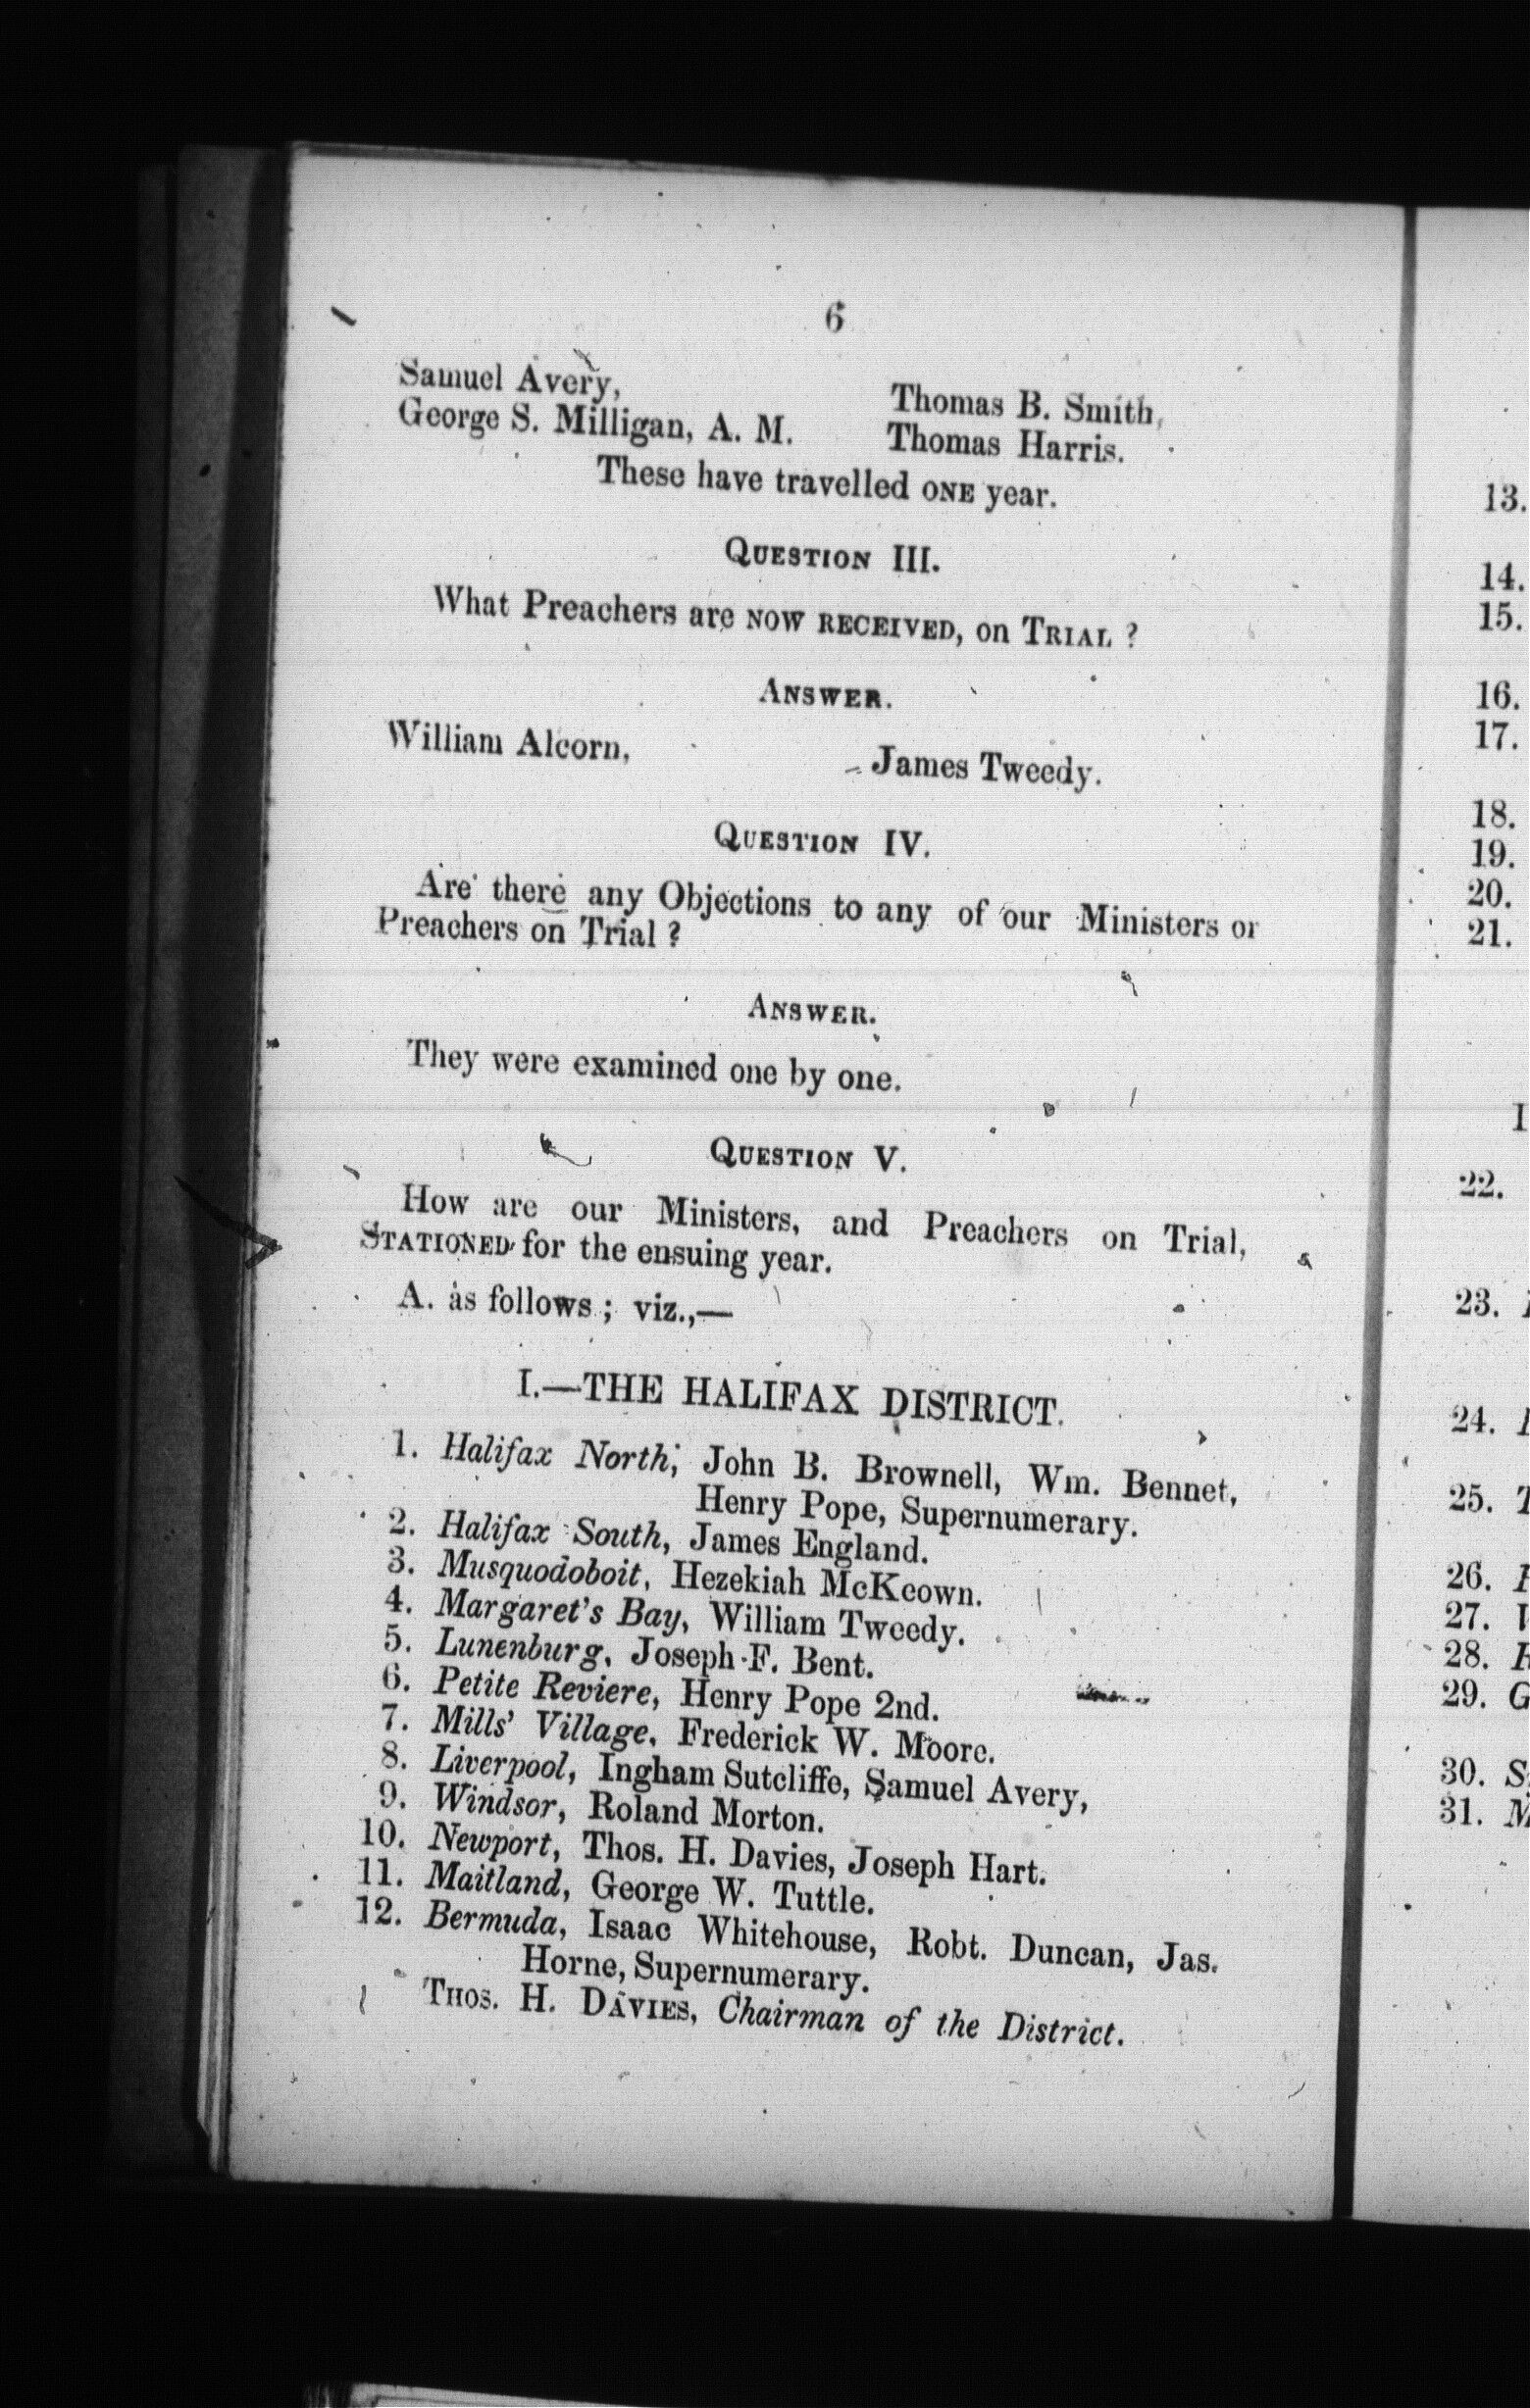 6
Samuel Avery, Thomas B. Smith,
George S. Milligan, A. M. Thomas Harris.
These have travelled ONE year.
QUESTION III.
What Preachers are NOW RECEIVED, on TRIAL ?
ANSWER.
William Alcorn, James Tweedy.
QUESTION IV.
Are there any Objections to any of our Ministers or
Preachers on Trial ?
ANSWER.
They were examined one by one.
QUESTION V.
How are our Ministers, and Preachers on Trial,
STATIONED for the ensuing year.
A. as follows ; viz.,—
I.—THE HALIFAX DISTRICT.
1. Halifax North, John B. Brownell, Wm. Bennet,
Henry Pope, Supernumerary.
2. Halifax South, James England.
3. Musquodoboit, Hezekiah McKeown.
4. Margaret's Bay, William Tweedy.
5. Lunenburg, Joseph F. Bent.
6. Petite Reviere, Henry Pope 2nd.
7. Mills' Village, Frederick W. Moore.
8. Liverpool, Ingham Sutcliffe, Samuel Avery,
9. Windsor, Roland Morton.
10. Newport, Thos. H. Davies, Joseph Hart.
11. Maitland, George W. Tuttle.
12. Bermuda, Isaac Whitehouse, Robt. Duncan, Jas.
Horne, Supernumerary.
THOS. H. DAVIES, Chairman of the District.
13.
14.
15.
16.
17.
18.
19.
20.
21.
22.
23.
24.
25.
26.
27.
28.
29. G
30. S
31. M